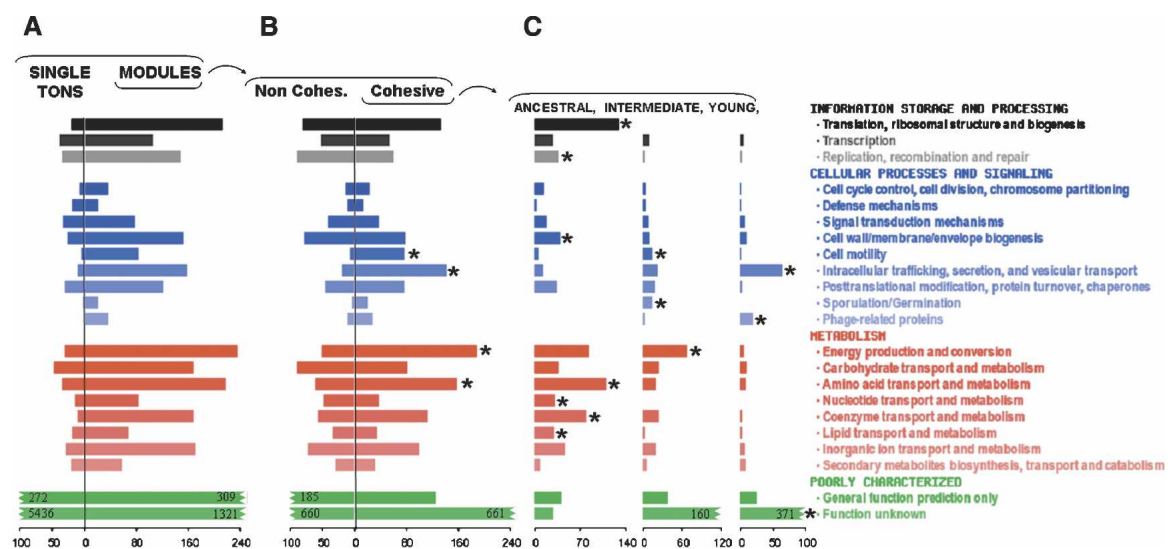 A
B
C
SINGLE TONS
MODULES
Non Cohes.
Cohesive
ANCESTRAL, INTERMEDIATE, YOUNG,
INFORMATION STORAGE AND PROCESSING
· Translation, ribosomal structure and biogenesis
*
· Transcription
· Replication, recombination and repair
*
CELLULAR PROCESSES AND SIGNALING
· Cell cycle control, cell division, chromosome partitioning
· Defense mechanisms
· Signal transduction mechanisms
· Cell wall/membrane/envelope biogenesis
*
· Cell motility
* *
· Intracellular trafficking, secretion, and vesicular transport
* *
· Posttranslational modification, protein turnover, chaperones
· Sporulation/Germination
*
· Phage-related proteins
*
METABOLISM
· Energy production and conversion
* *
· Carbohydrate transport and metabolism
· Amino acid transport and metabolism
* *
· Nucleotide transport and metabolism
*
· Coenzyme transport and metabolism
*
· Lipid transport and metabolism
*
· Inorganic ion transport and metabolism
· Secondary metabolites biosynthesis, transport and catabolism
POORLY CHARACTERIZED
272 309 185
· General function prediction only
5436 1321 660 661 160 371 *
· Function unknown
100 50 0 80 160 240
100 50 0 80 160 240
0 70 140
0 60 120
0 50 100